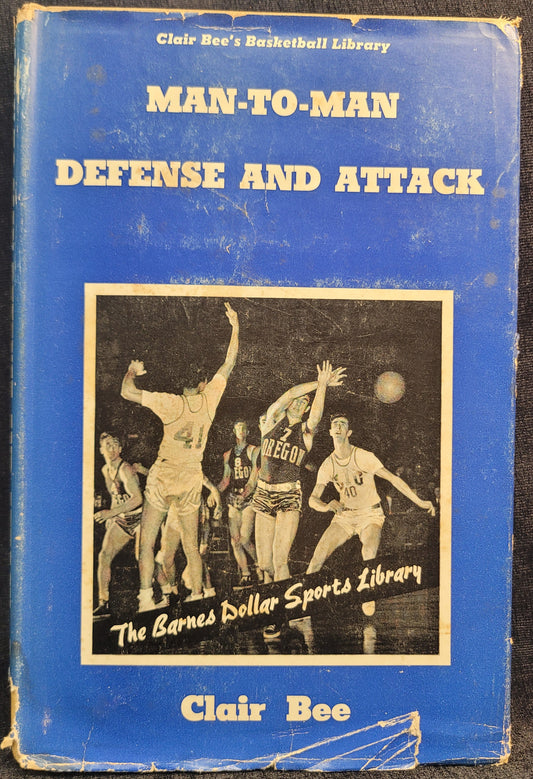 Clair Bee's Basketball Library
MAN-TO-MAN
DEFENSE AND ATTACK
41
7
OREGON
40
The Barnes Dollar Sports Library
Clair Bee